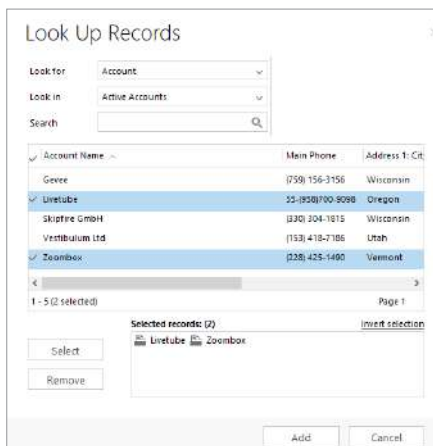 Look Up Records
Look for Account
Look in Active Accounts
Search
Account Name Main Phone Address 1: Cit
Gevee (759) 156-3156 Wisconsin
Livetube 55-(958)700-9098 Oregon
Skipfire GmbH (330) 304-1815 Wisconsin
Vestibulum Ltd (153) 418-7186 Utah
Zoombox (228) 425-1490 Vermont
1 - 5 (2 selected) Page 1
Selected records: (2) Invert selection
Livetube Zoombox
Select
Remove
Add Cancel